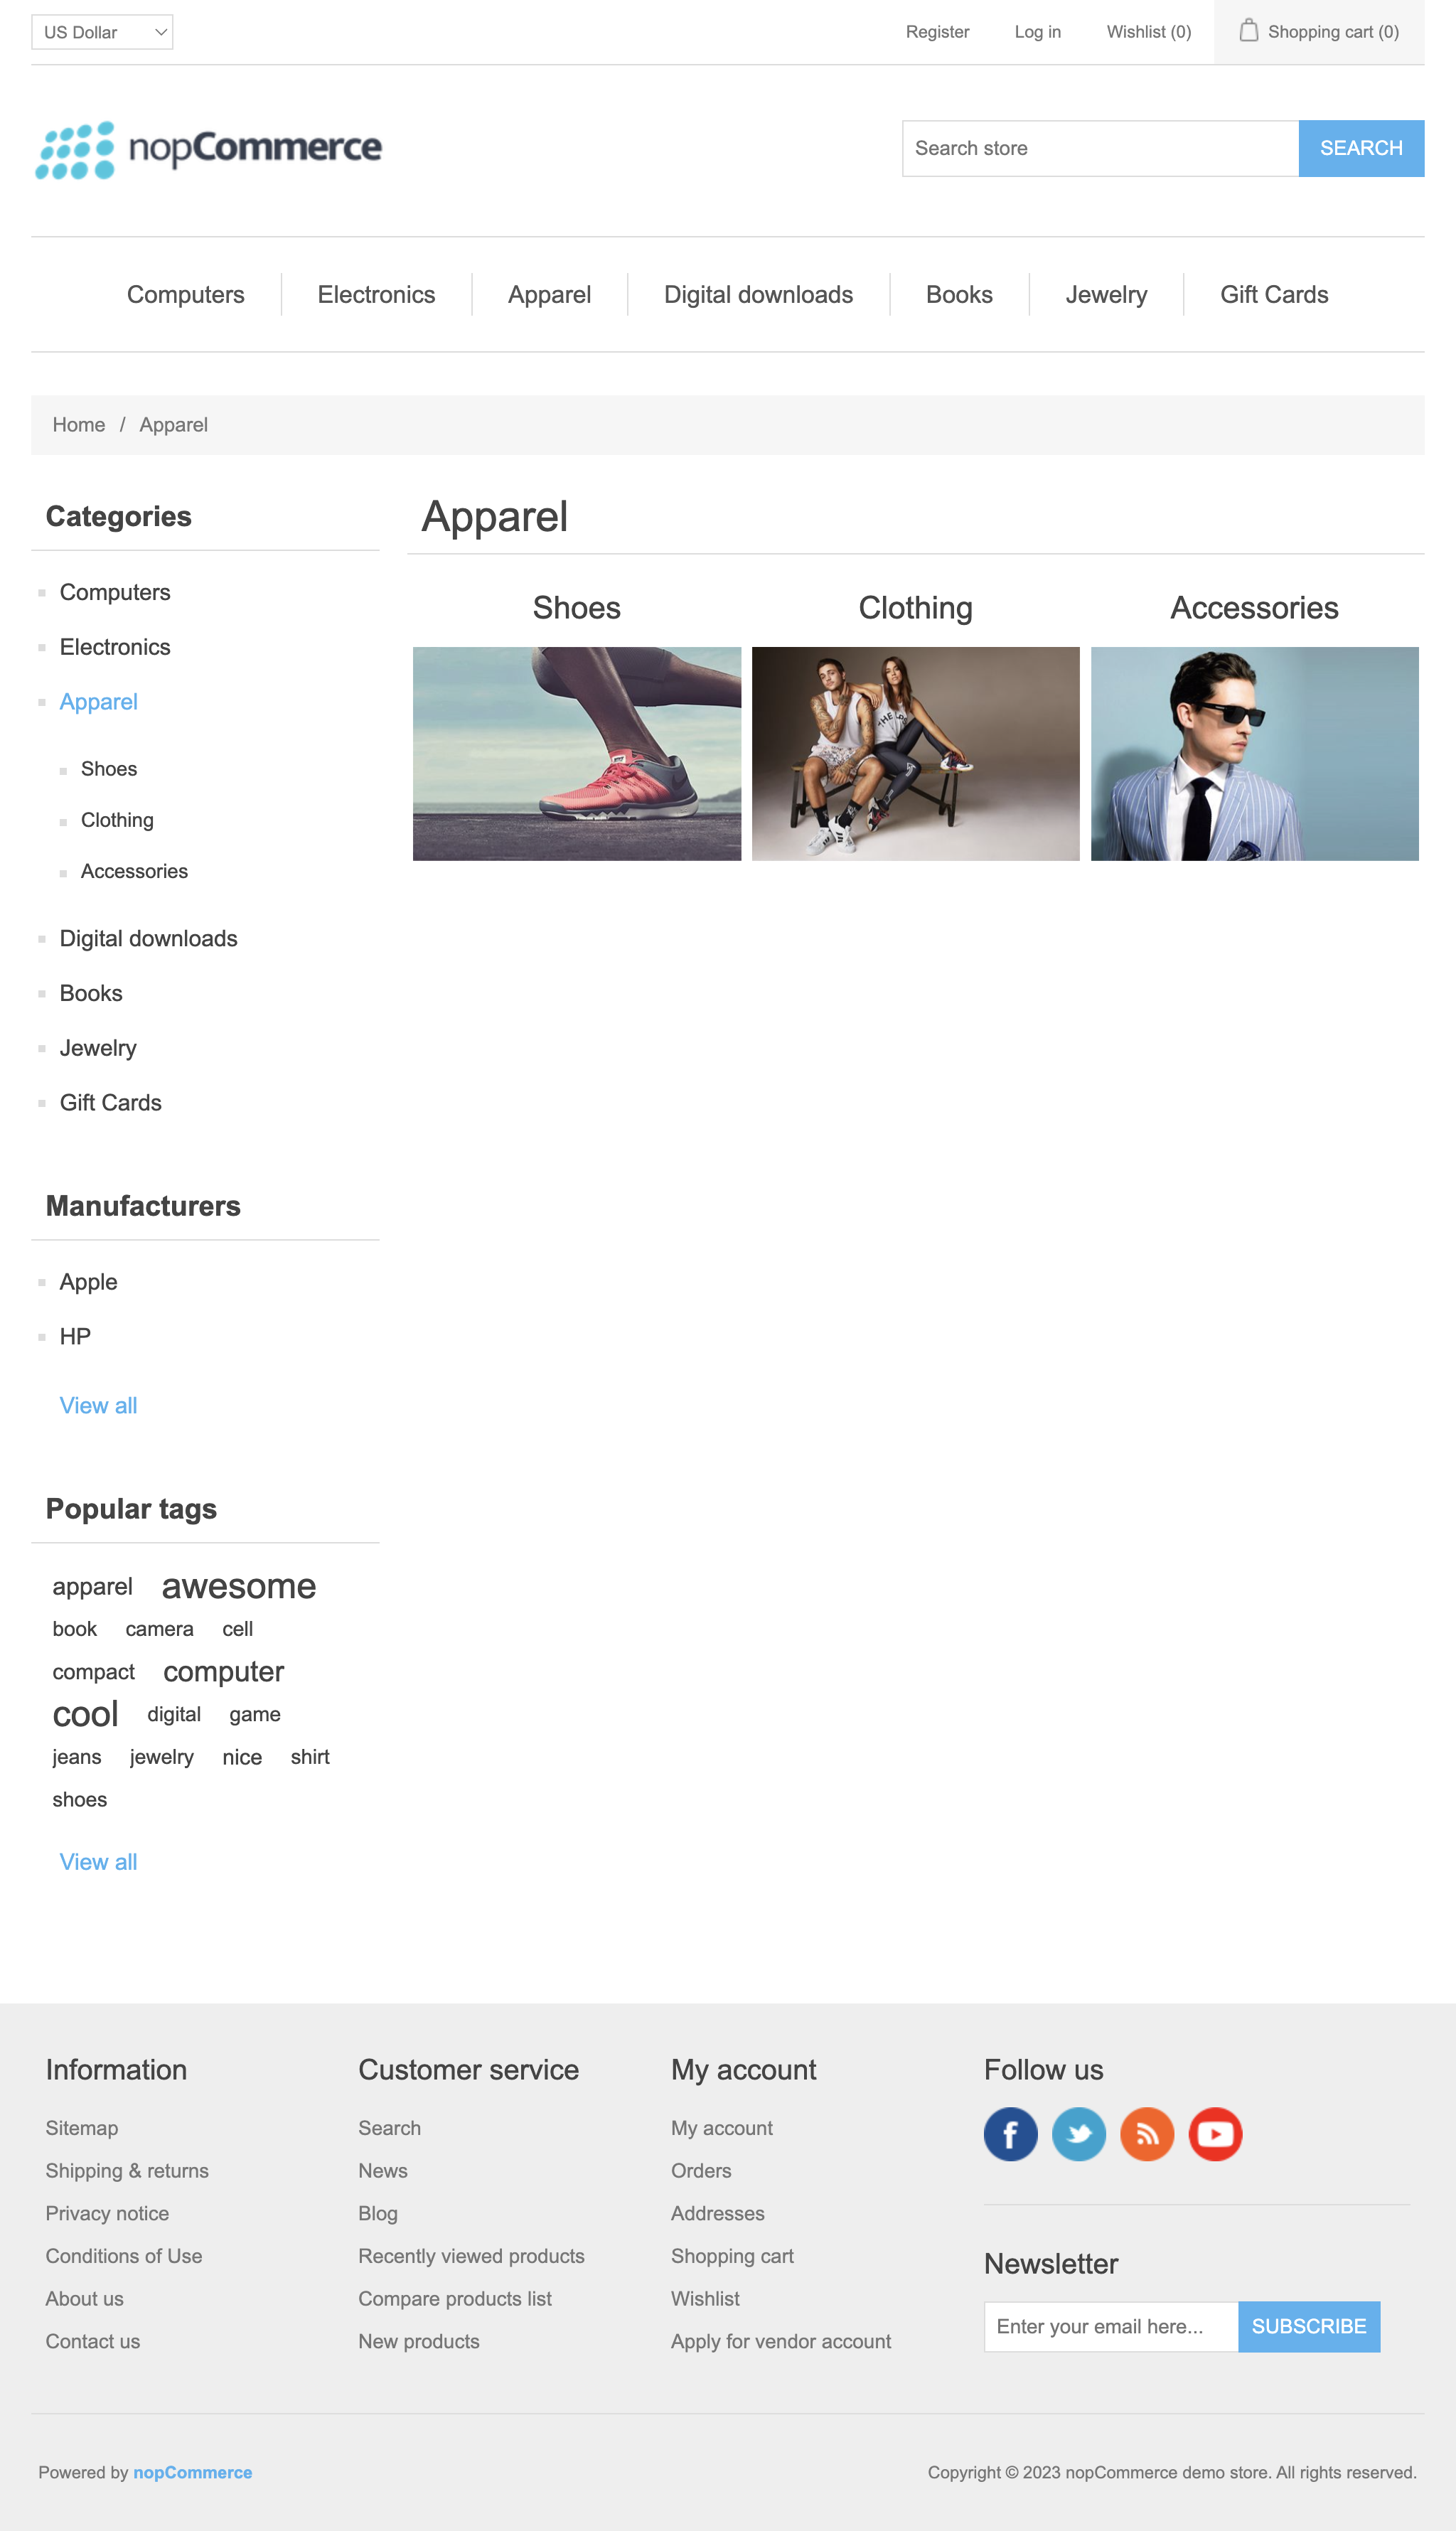 US Dollar
Register
Log in
Wishlist (0)
Shopping cart (0)
nopCommerce
Search store
SEARCH
Computers
Electronics
Apparel
Digital downloads
Books
Jewelry
Gift Cards
Home / Apparel
Categories
Computers
Electronics
Apparel
Shoes
Clothing
Accessories
Digital downloads
Books
Jewelry
Gift Cards
Manufacturers
Apple
HP
View all
Popular tags
apparel awesome
book camera cell
compact computer
cool digital game
jeans jewelry nice shirt
shoes
View all
Apparel
Shoes
Clothing
Accessories
Information
Sitemap
Shipping & returns
Privacy notice
Conditions of Use
About us
Contact us
Customer service
Search
News
Blog
Recently viewed products
Compare products list
New products
My account
My account
Orders
Addresses
Shopping cart
Wishlist
Apply for vendor account
Follow us
Newsletter
Enter your email here...
SUBSCRIBE
Powered by nopCommerce
Copyright © 2023 nopCommerce demo store. All rights reserved.